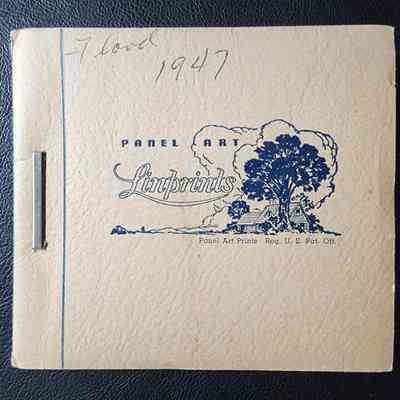 Flood
1947
PANEL ART
Linprints
Panel Art Prints Reg. U. S. Pat. Off.